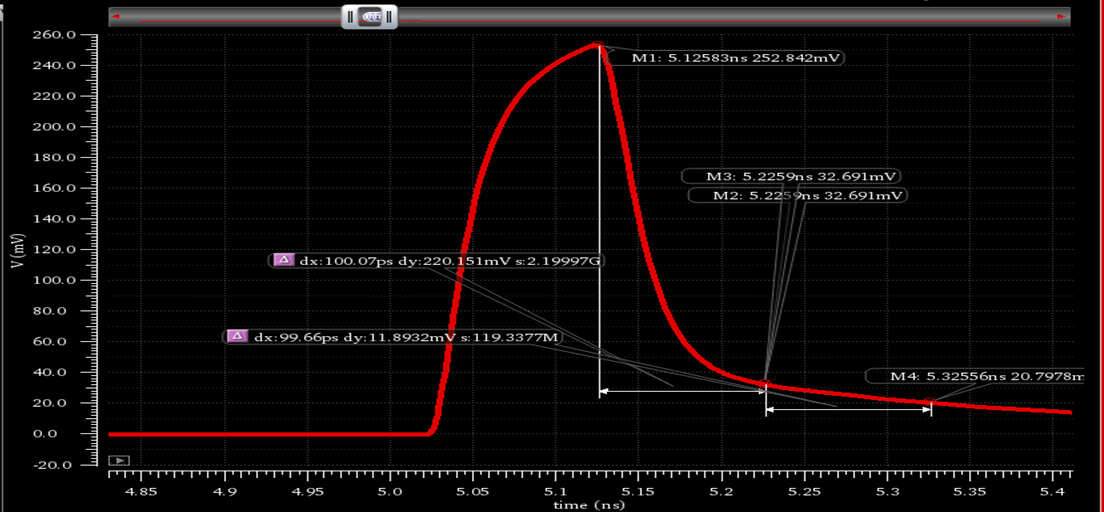 260.0
240.0
220.0
200.0
180.0
160.0
140.0
120.0
100.0
80.0
60.0
40.0
20.0
0.0
-20.0
V (mV)
M1: 5.12583ns 252.842mV
M3: 5.2259ns 32.691mV
M2: 5.2259ns 32.691mV
Δ dx:100.07ps dy:220.151mV s:2.19997G
Δ dx:99.66ps dy:11.8932mV s:119.3377M
M4: 5.32556ns 20.7978m
4.85 4.9 4.95 5.0 5.05 5.1 5.15 5.2 5.25 5.3 5.35 5.4
time (ns)